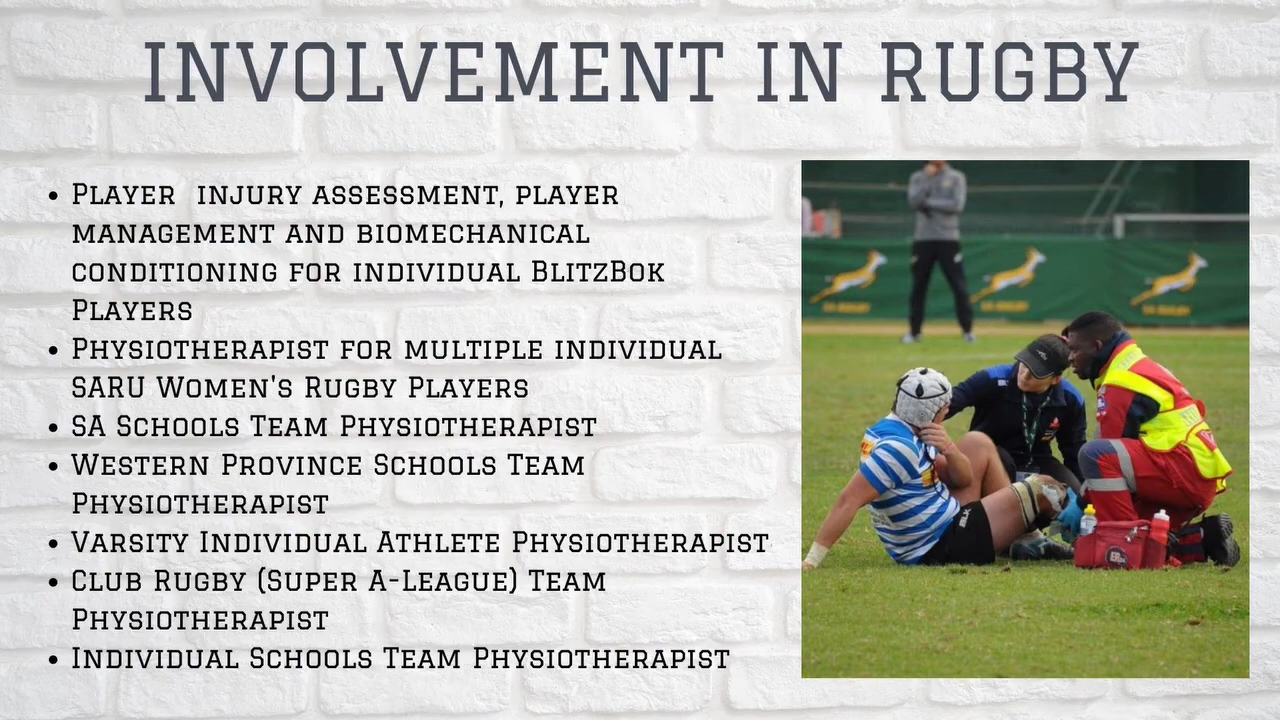 INVOLVEMENT IN RUGBY
• Player  injury assessment, player
management and biomechanical
conditioning for individual BlitzBok
Players
• Physiotherapist for multiple individual
SARU Women's Rugby Players
• SA Schools Team Physiotherapist
• Western Province Schools Team
Physiotherapist
• Varsity Individual Athlete Physiotherapist
• Club Rugby (Super A-League) Team
Physiotherapist
• Individual Schools Team Physiotherapist
BLK